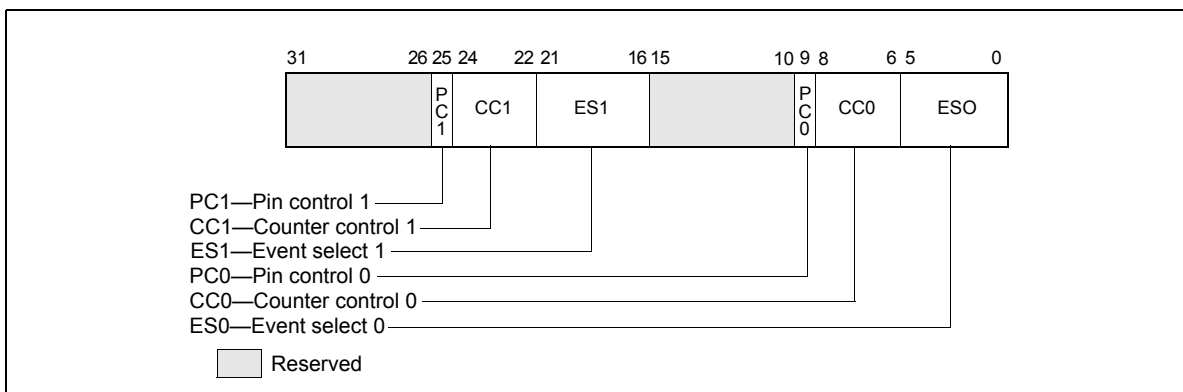 31 26 25 24 22 21 16 15 10 9 8 6 5 0
P
C
1
CC1
ES1
P
C
0
CC0
ESO
PC1—Pin control 1
CC1—Counter control 1
ES1—Event select 1
PC0—Pin control 0
CC0—Counter control 0
ES0—Event select 0
Reserved